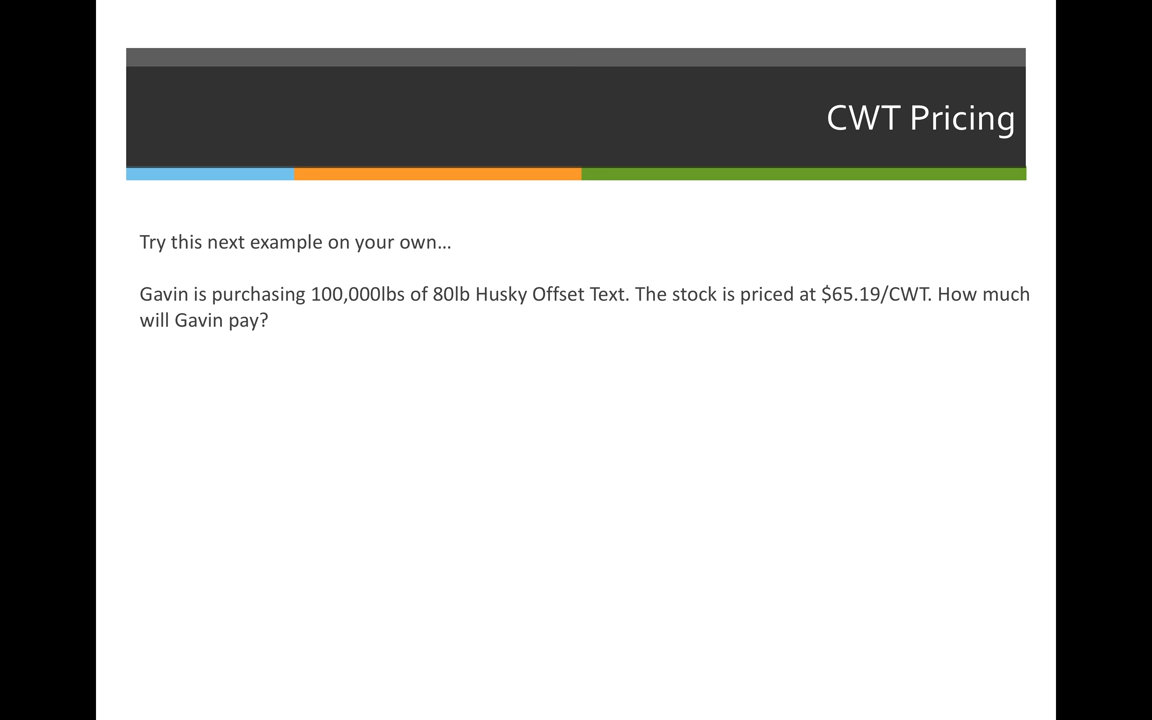 CWT Pricing
Try this next example on your own...
Gavin is purchasing 100,000lbs of 80lb Husky Offset Text. The stock is priced at $65.19/CWT. How much
will Gavin pay?